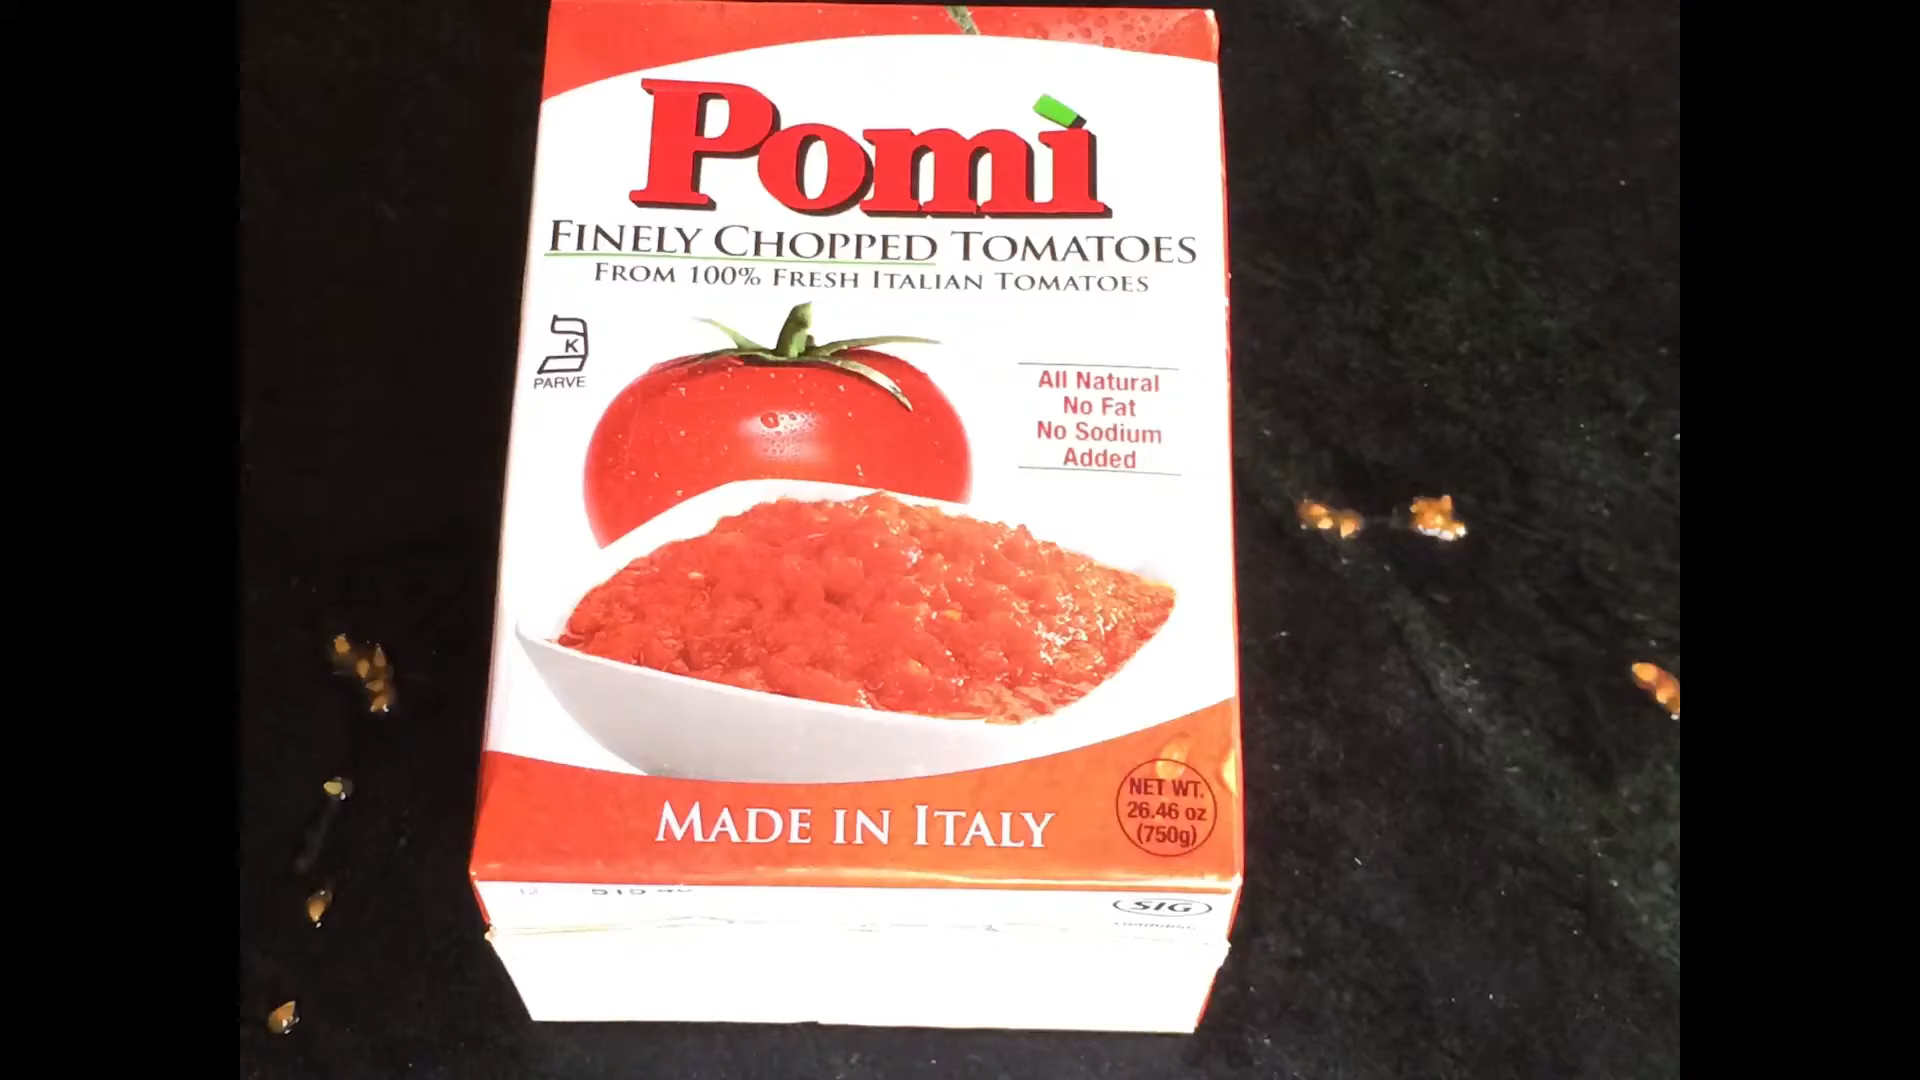 Pomì
FINELY CHOPPED TOMATOES
FROM 100% FRESH ITALIAN TOMATOES
K
PARVE
All Natural
No Fat
No Sodium
Added
MADE IN ITALY
NET WT.
26.46 oz
(750g)
12
SIG